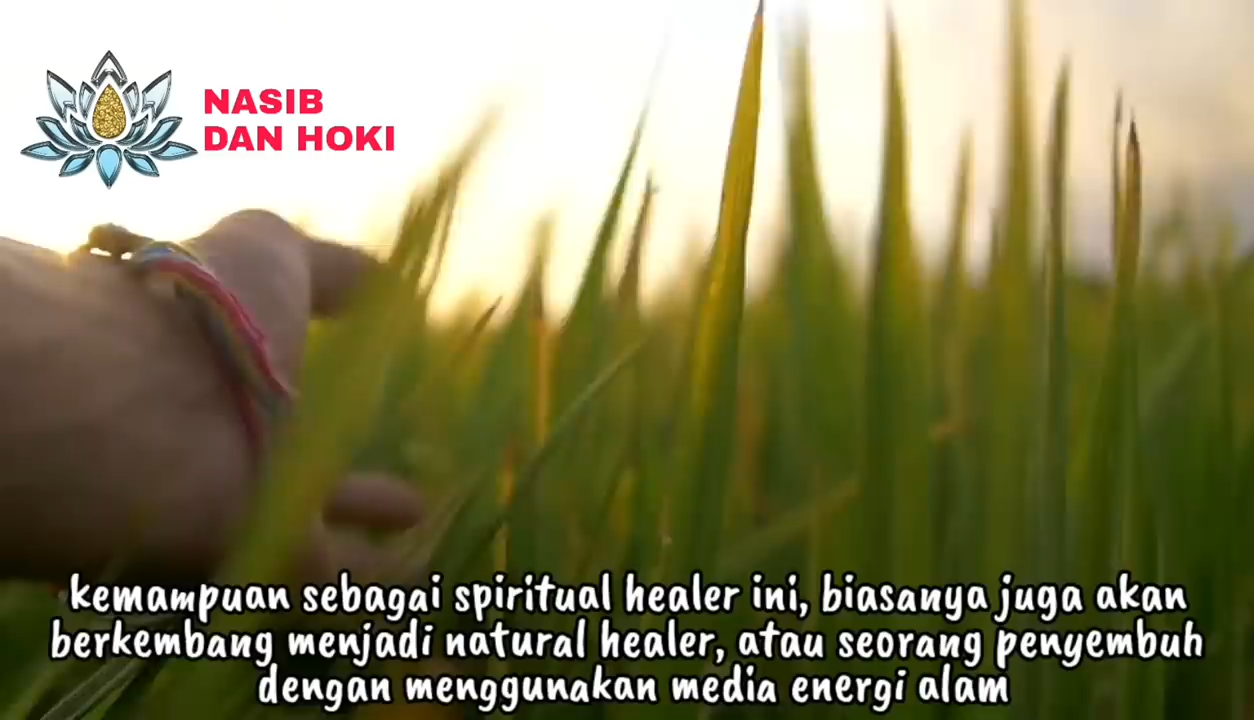 NASIB
DAN HOKI
kemampuan sebagai spiritual healer ini, biasanya juga akan
berkembang menjadi natural healer, atau seorang penyembuh
dengan menggunakan media energi alam